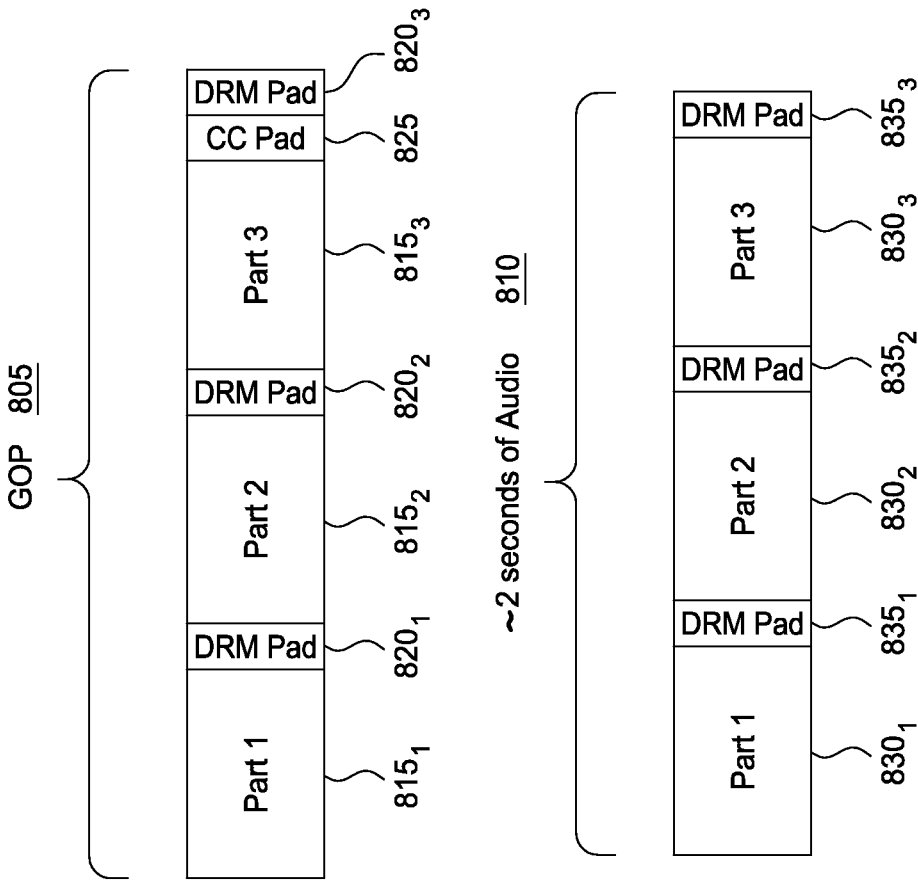 GOP 805
Part 1
DRM Pad
Part 2
DRM Pad
Part 3
CC Pad
DRM Pad
815₁
820₁
815₂
820₂
815₃
825
820₃
~2 seconds of Audio 810
Part 1
DRM Pad
Part 2
DRM Pad
Part 3
DRM Pad
830₁
835₁
830₂
835₂
830₃
835₃